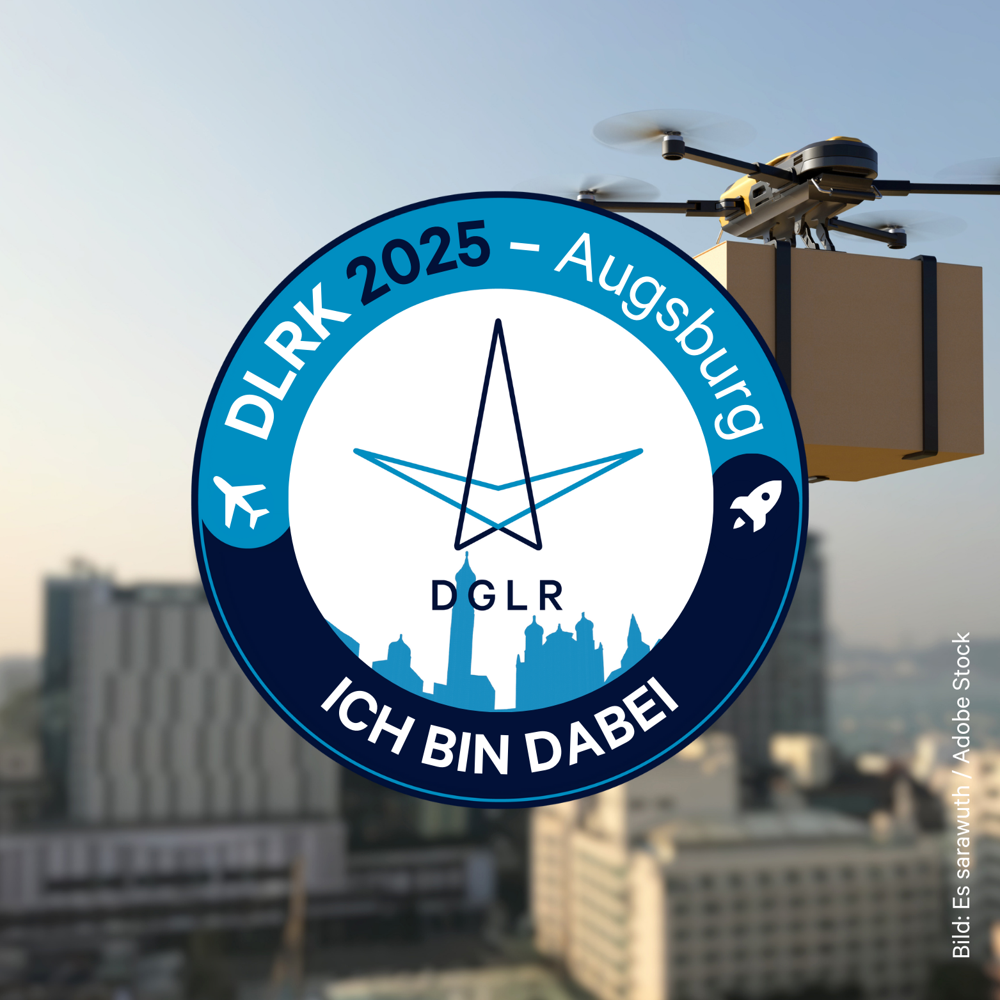 DLRK 2025 – Augsburg
DGLR
ICH BIN DABEI
Bild: Es sarawuth / Adobe Stock